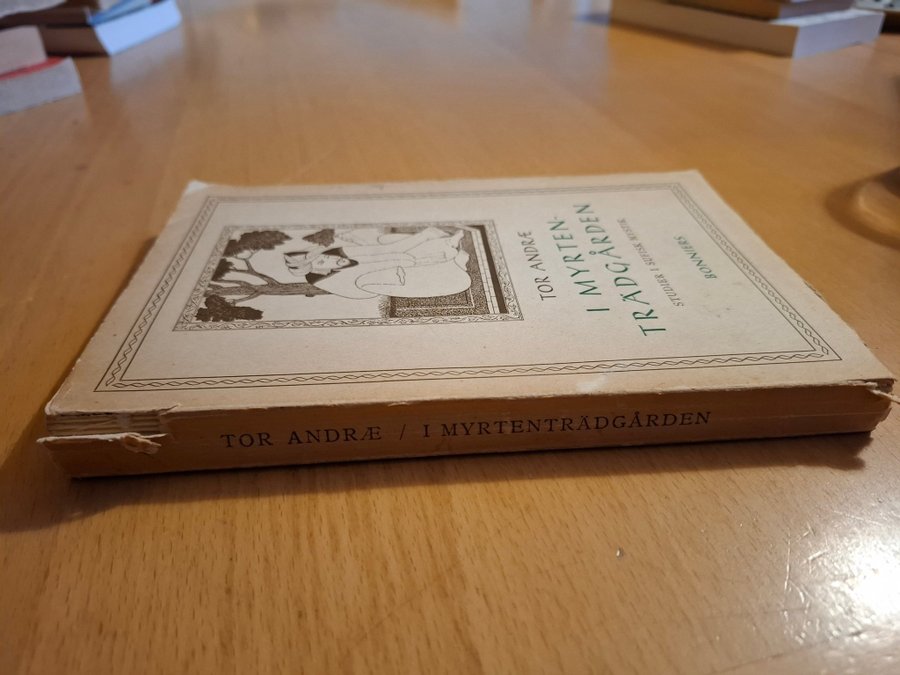 TOR ANDRÆ
I MYRTEN-
TRÄDGÅRDEN
STUDIER I SUFISK MYSTIK
BONNIERS
TOR ANDRÆ / I MYRTENTRÄDGÅRDEN